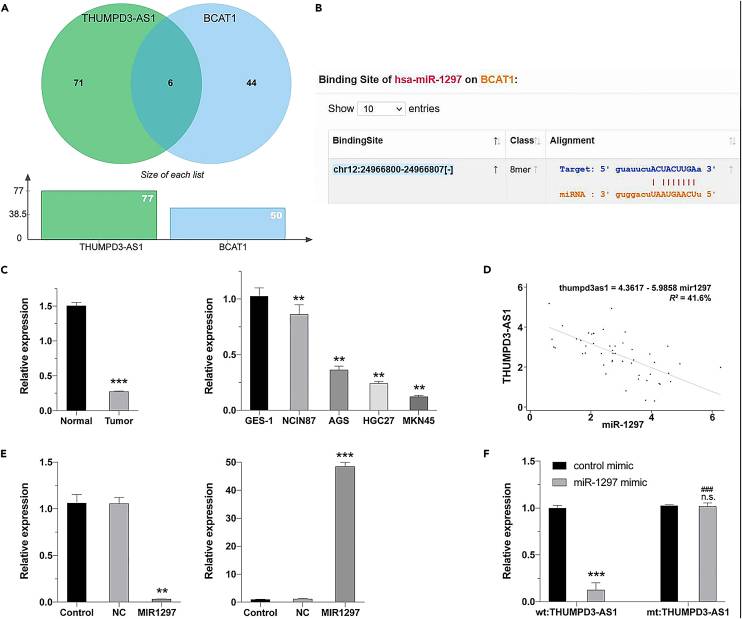 A
THUMPD3-AS1
BCAT1
71
6
44
Size of each list
77
38.5
0
77
50
THUMPD3-AS1
BCAT1
B
Binding Site of hsa-miR-1297 on BCAT1:
Show 10 entries
BindingSite Class Alignment
chr12:24966800-24966807[-] 8mer Target: 5' guauucuACUACUUGAa 3'
miRNA : 3' guggacuUAAUGAACUu 5'
C
Relative expression
1.5
1.0
0.5
0.0
***
Normal Tumor
Relative expression
1.0
0.5
0.0
**
**
**
**
GES-1 NCIN87 AGS HGC27 MKN45
D
thumpd3as1 = 4.3617 - 5.9858 mir1297
R² = 41.6%
THUMPD3-AS1
6
4
2
0
0 2 4 6
miR-1297
E
Relative expression
1.5
1.0
0.5
0.0
**
Control NC MIR1297
Relative expression
50
40
30
20
10
0
***
Control NC MIR1297
F
control mimic
miR-1297 mimic
Relative expression
1.5
1.0
0.5
0.0
***
###
n.s.
wt:THUMPD3-AS1 mt:THUMPD3-AS1